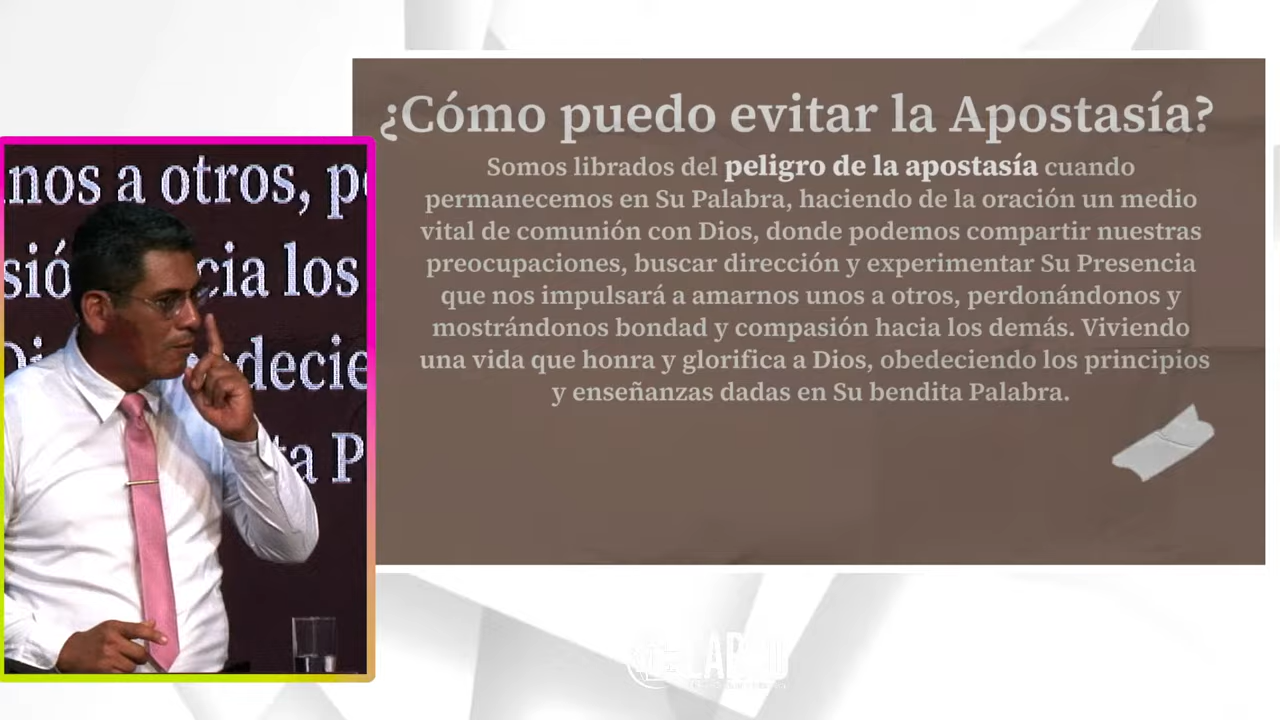 ¿Cómo puedo evitar la Apostasía?
Somos librados del peligro de la apostasía cuando
permanecemos en Su Palabra, haciendo de la oración un medio
vital de comunión con Dios, donde podemos compartir nuestras
preocupaciones, buscar dirección y experimentar Su Presencia
que nos impulsará a amarnos unos a otros, perdonándonos y
mostrándonos bondad y compasión hacia los demás. Viviendo
una vida que honra y glorifica a Dios, obedeciendo los principios
y enseñanzas dadas en Su bendita Palabra.
nos a otros, pe
sió cia los
Di decie
ta P